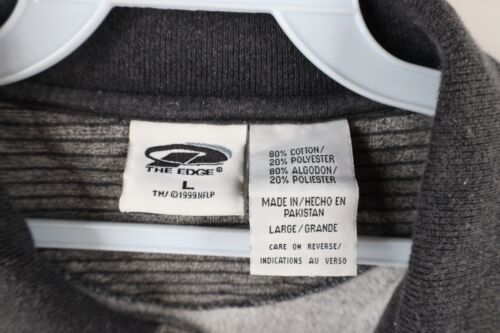 THE EDGE®
L
TM/©1999NFLP
80% COTTON/
20% POLYESTER
80% ALGODON/
20% POLIESTER
MADE IN/HECHO EN
PAKISTAN
LARGE/GRANDE
CARE ON REVERSE/
INDICATIONS AU VERSO